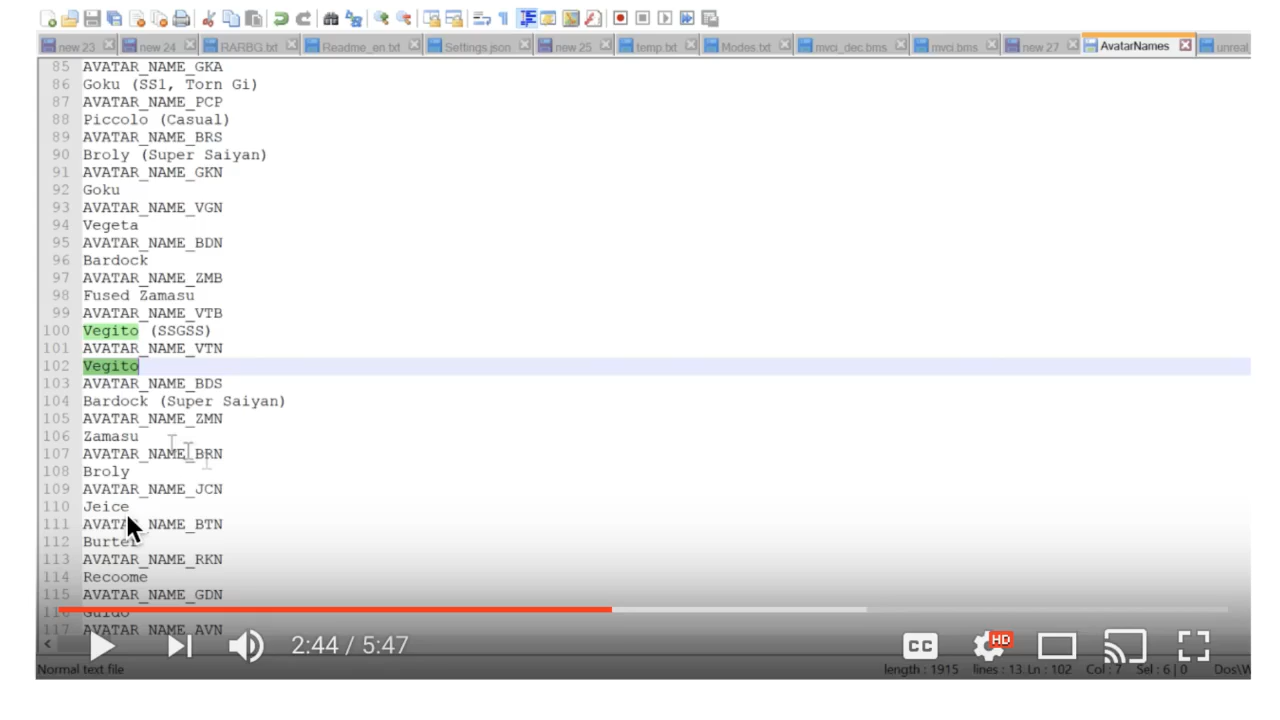 new 23 new 24 RARBG.txt Readme_en.txt Settings.json new 25 temp.txt Modes.txt mvci_dec.bms mvci.bms new 27 AvatarNames unreal
85 AVATAR_NAME_GKA
86 Goku (SS1, Torn Gi)
87 AVATAR_NAME_PCP
88 Piccolo (Casual)
89 AVATAR_NAME_BRS
90 Broly (Super Saiyan)
91 AVATAR_NAME_GKN
92 Goku
93 AVATAR_NAME_VGN
94 Vegeta
95 AVATAR_NAME_BDN
96 Bardock
97 AVATAR_NAME_ZMB
98 Fused Zamasu
99 AVATAR_NAME_VTB
100 Vegito (SSGSS)
101 AVATAR_NAME_VTN
102 Vegito
103 AVATAR_NAME_BDS
104 Bardock (Super Saiyan)
105 AVATAR_NAME_ZMN
106 Zamasu
107 AVATAR_NAME_BRN
108 Broly
109 AVATAR_NAME_JCN
110 Jeice
111 AVATAR_NAME_BTN
112 Burter
113 AVATAR_NAME_RKN
114 Recoome
115 AVATAR_NAME_GDN
116 Guldo
117 AVATAR_NAME_AVN
2:44 / 5:47 CC HD
Normal text file length : 1915 lines : 13 Ln : 102 Col : 7 Sel : 6 | 0 Dos\W